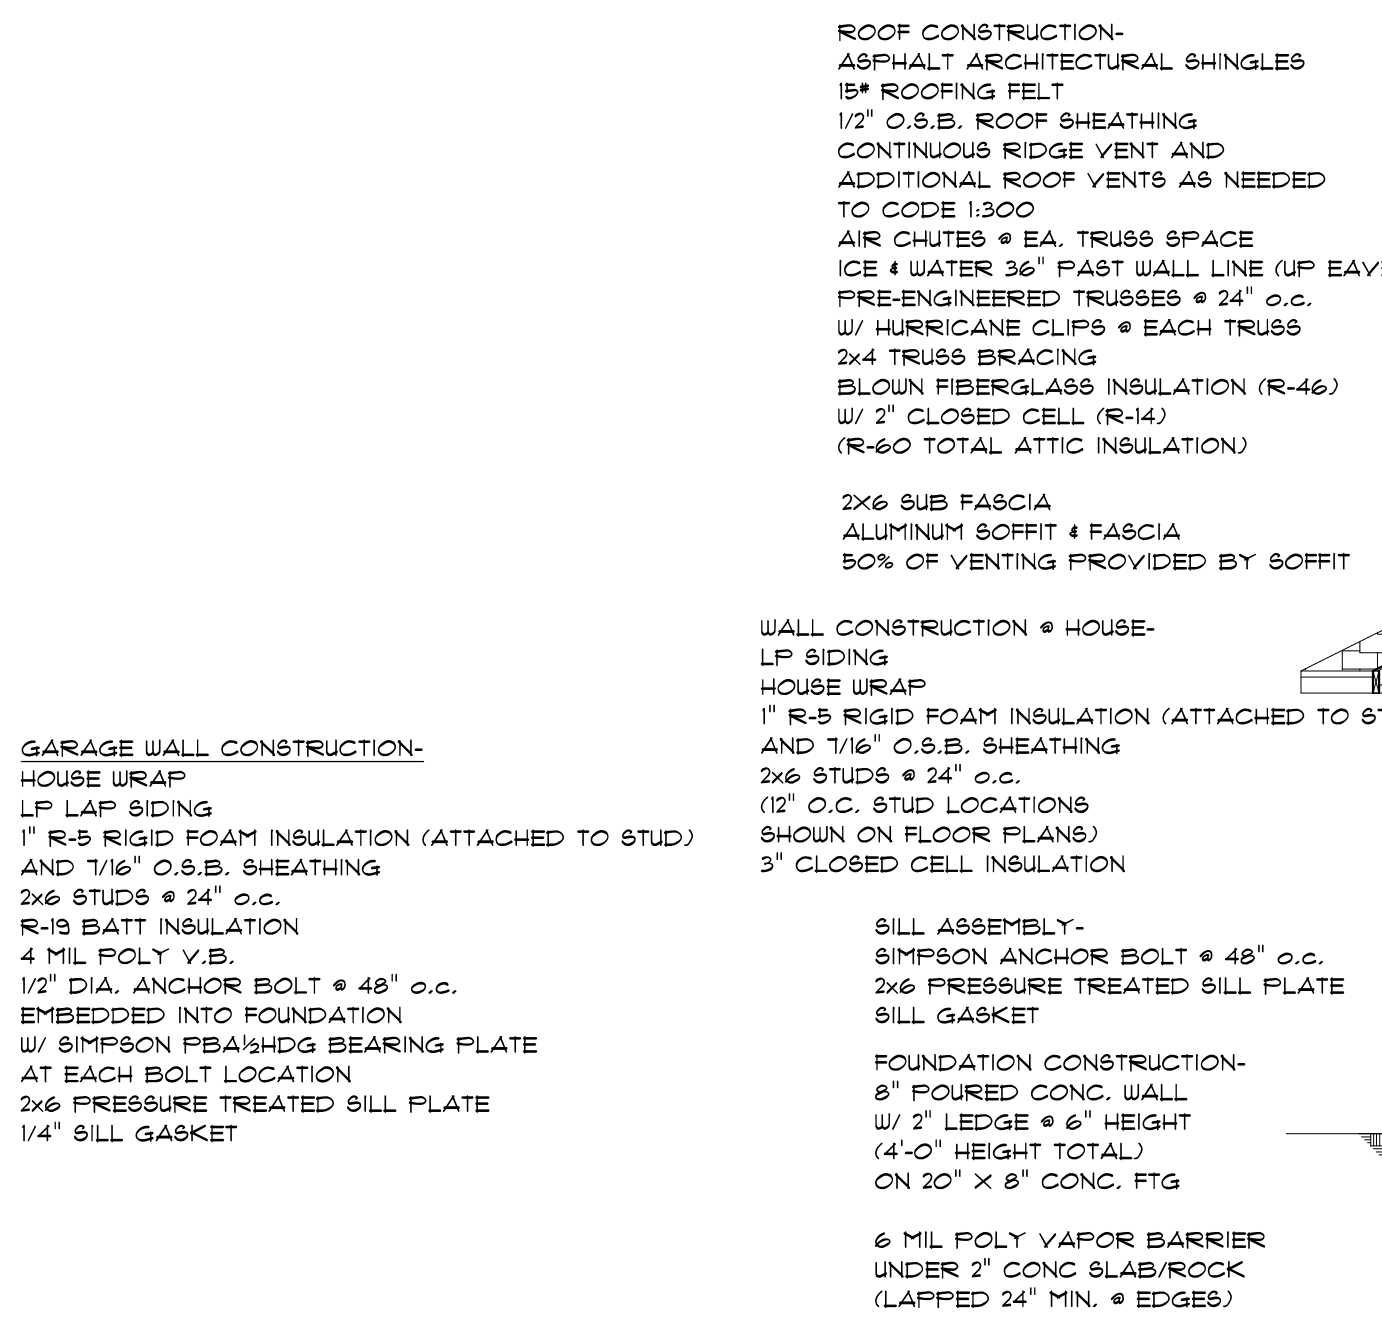 ROOF CONSTRUCTION-
ASPHALT ARCHITECTURAL SHINGLES
15# ROOFING FELT
1/2" O.S.B. ROOF SHEATHING
CONTINUOUS RIDGE VENT AND
ADDITIONAL ROOF VENTS AS NEEDED
TO CODE 1:300
AIR CHUTES @ EA. TRUSS SPACE
ICE & WATER 36" PAST WALL LINE (UP
PRE-ENGINEERED TRUSSES @ 24" o.c.
W/ HURRICANE CLIPS @ EACH TRUSS
2x4 TRUSS BRACING
BLOWN FIBERGLASS INSULATION (R-46)
W/ 2" CLOSED CELL (R-14)
(R-60 TOTAL ATTIC INSULATION)
2X6 SUB FASCIA
ALUMINUM SOFFIT & FASCIA
50% OF VENTING PROVIDED BY SOFFIT
WALL CONSTRUCTION @ HOUSE-
LP SIDING
HOUSE WRAP
1" R-5 RIGID FOAM INSULATION (ATTACHED TO
AND 7/16" O.S.B. SHEATHING
2x6 STUDS @ 24" o.c.
(12" O.C. STUD LOCATIONS
SHOWN ON FLOOR PLANS)
3" CLOSED CELL INSULATION
GARAGE WALL CONSTRUCTION-
HOUSE WRAP
LP LAP SIDING
1" R-5 RIGID FOAM INSULATION (ATTACHED TO STUD)
AND 7/16" O.S.B. SHEATHING
2x6 STUDS @ 24" o.c.
R-19 BATT INSULATION
4 MIL POLY V.B.
1/2" DIA. ANCHOR BOLT @ 48" o.c.
EMBEDDED INTO FOUNDATION
W/ SIMPSON PBA½HDG BEARING PLATE
AT EACH BOLT LOCATION
2x6 PRESSURE TREATED SILL PLATE
1/4" SILL GASKET
SILL ASSEMBLY-
SIMPSON ANCHOR BOLT @ 48" o.c.
2x6 PRESSURE TREATED SILL PLATE
SILL GASKET
FOUNDATION CONSTRUCTION-
8" POURED CONC. WALL
W/ 2" LEDGE @ 6" HEIGHT
(4'-0" HEIGHT TOTAL)
ON 20" X 8" CONC. FTG
6 MIL POLY VAPOR BARRIER
UNDER 2" CONC SLAB/ROCK
(LAPPED 24" MIN. @ EDGES)